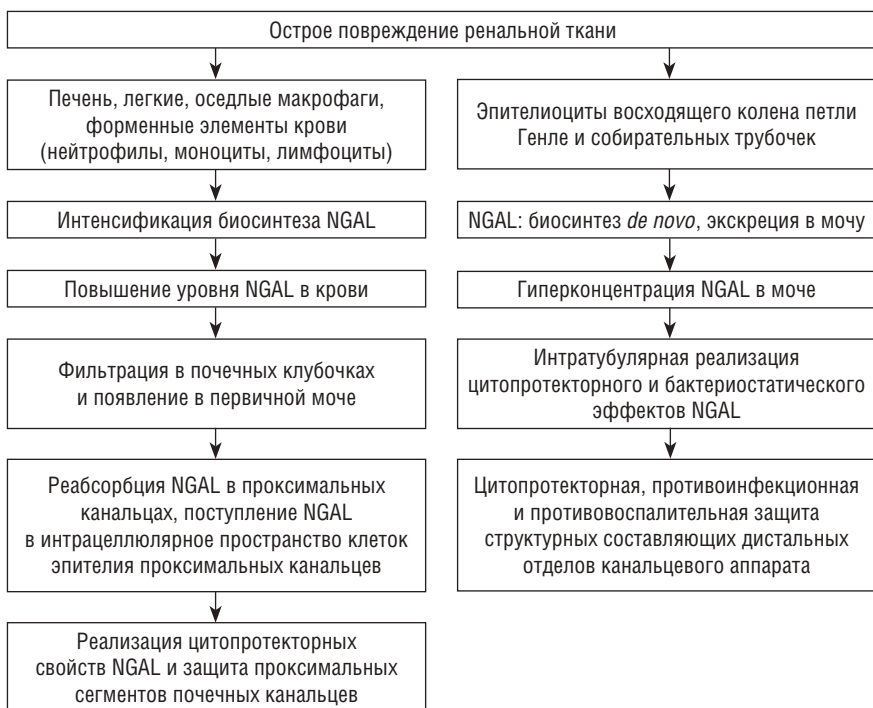 Острое повреждение ренальной ткани
Печень, легкие, оседлые макрофаги,
форменные элементы крови
(нейтрофилы, моноциты, лимфоциты)
Интенсификация биосинтеза NGAL
Повышение уровня NGAL в крови
Фильтрация в почечных клубочках
и появление в первичной моче
Реабсорбция NGAL в проксимальных
канальцах, поступление NGAL
в интрацеллюлярное пространство клеток
эпителия проксимальных канальцев
Реализация цитопротекторных
свойств NGAL и защита проксимальных
сегментов почечных канальцев
Эпителиоциты восходящего колена петли
Генле и собирательных трубочек
NGAL: биосинтез de novo, экскреция в мочу
Гиперконцентрация NGAL в моче
Интратубулярная реализация
цитопротекторного и бактериостатического
эффектов NGAL
Цитопротекторная, противоинфекционная
и противовоспалительная защита
структурных составляющих дистальных
отделов канальцевого аппарата